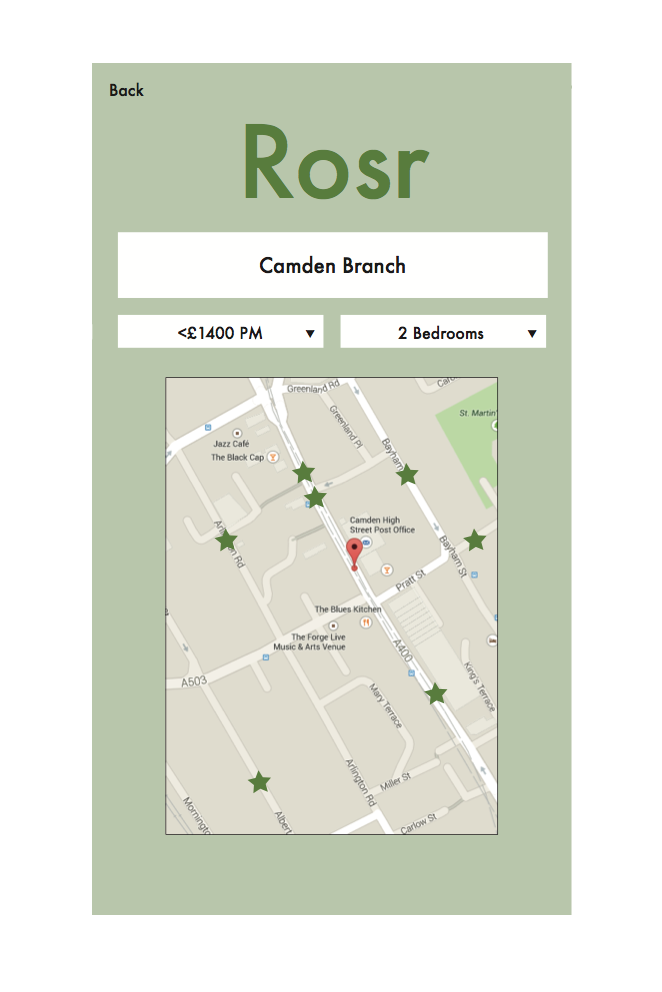 Back
Rosr
Camden Branch
<£1400 PM ▼
2 Bedrooms ▼
Greenland Rd
Greenland Pl
St. Martin'
Jazz Café
The Black Cap
Bayham
Camden High
Street Post Office
Rd
Bayham St
Pratt St
The Blues Kitchen
The Forge Live
Music & Arts Venue
A400
A503
King's Terrace
Mary Terrace
Arlington Rd
Miller St
Albert
Carlow St